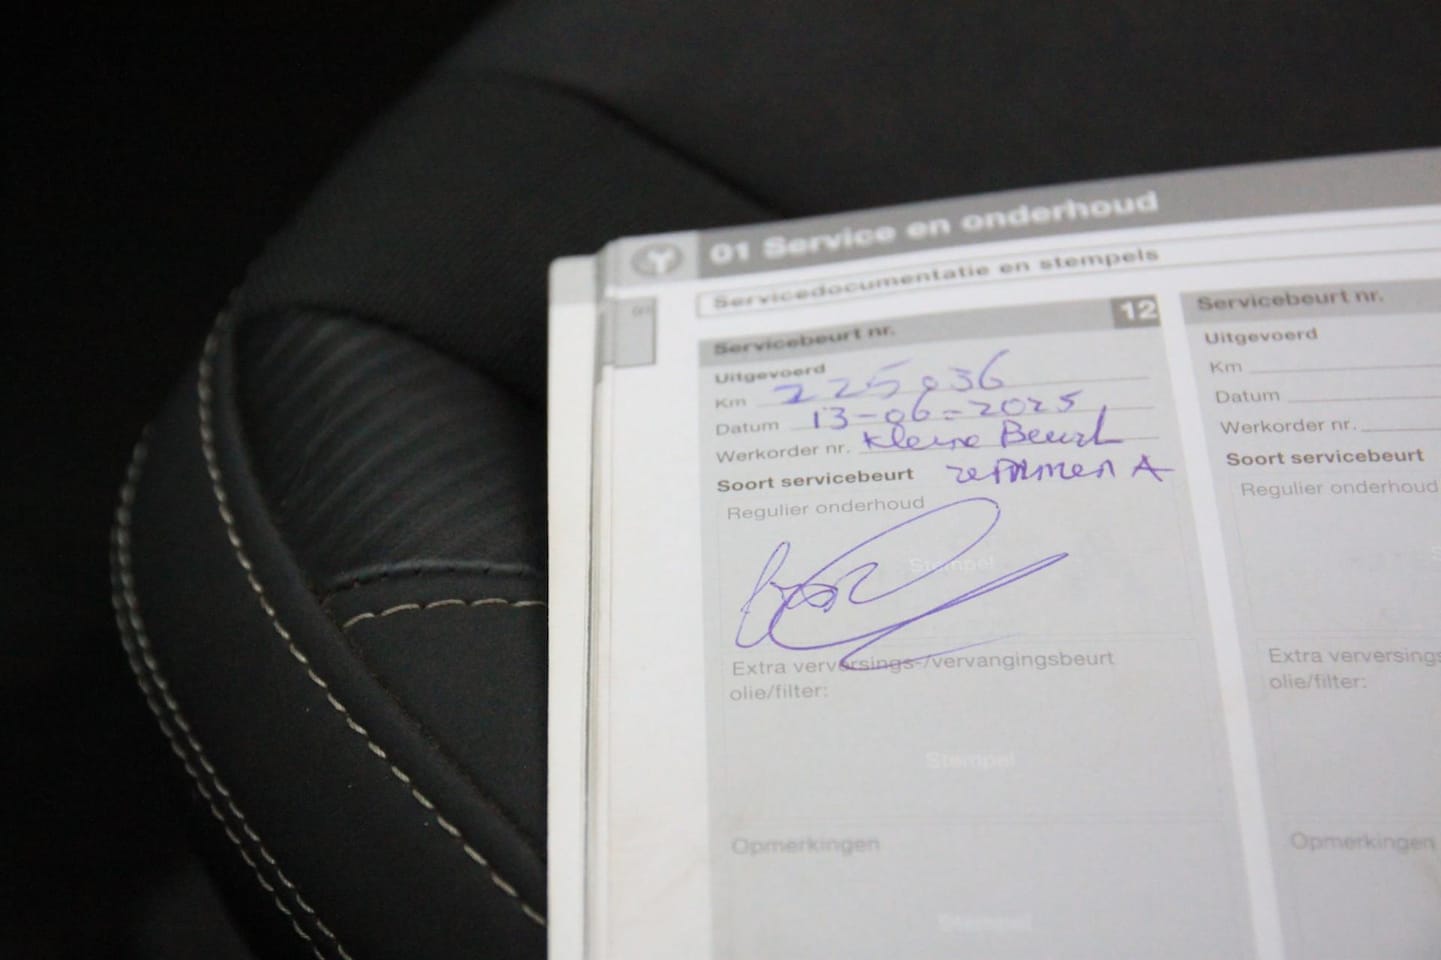 01 Service en onderhoud
Servicedocumentatie en stempels
01
Servicebeurt nr. 12
Uitgevoerd
Km 225036
Datum 13-06-2025
Werkorder nr. Kleine Beurt
Soort servicebeurt remmen A
Regulier onderhoud
Stempel
Extra verversings-/vervangingsbeurt
olie/filter:
Stempel
Opmerkingen
Stempel
Servicebeurt nr.
Uitgevoerd
Km
Datum
Werkorder nr.
Soort servicebeurt
Regulier onderhoud
Extra verversings
olie/filter:
Opmerkingen